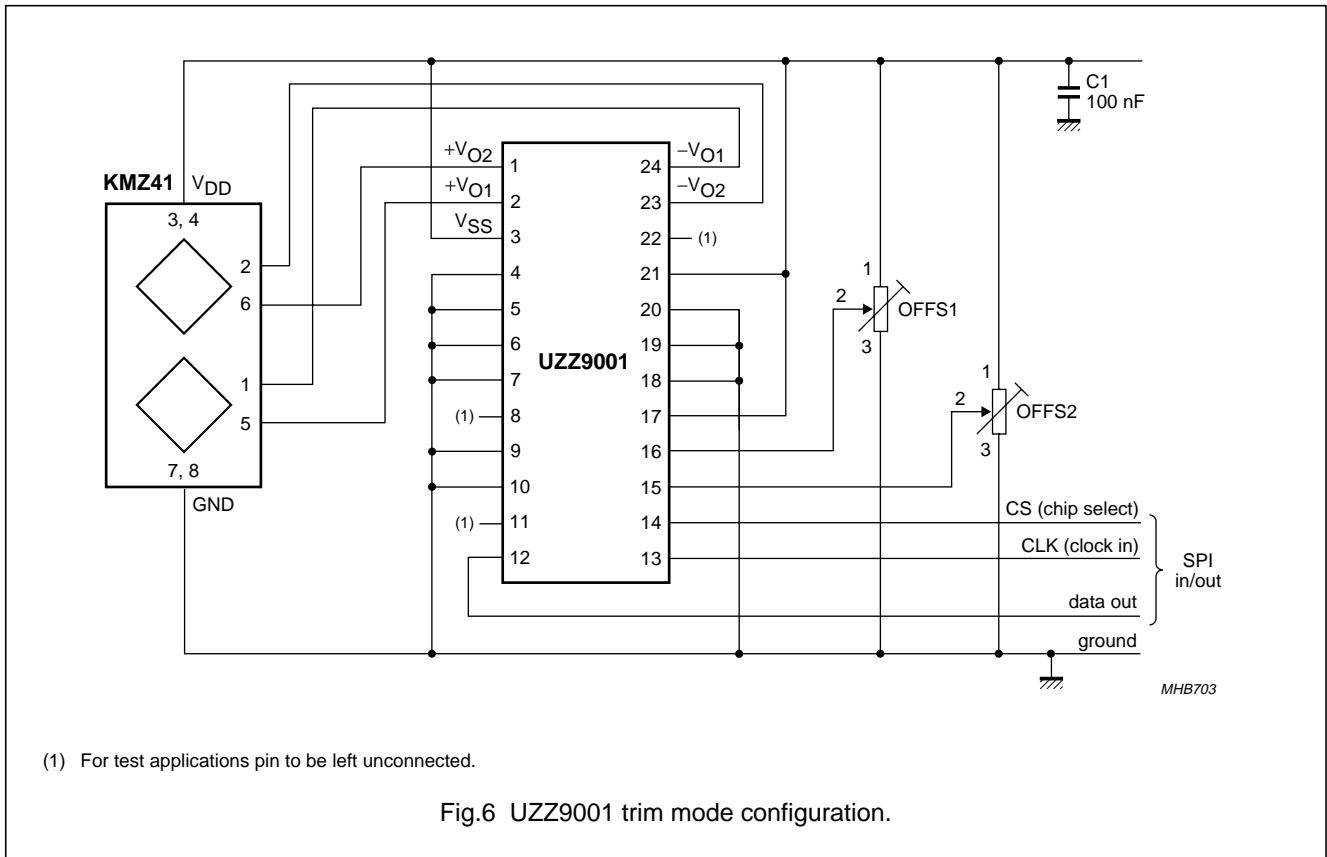 C1
100 nF
+VO2
−VO1
1
24
KMZ41
VDD
+VO1
−VO2
2
23
3, 4
VSS
3
22
(1)
2
4
21
1
6
5
20
2
OFFS1
6
19
3
UZZ9001
7
18
1
1
(1)
8
17
2
OFFS2
5
9
16
3
7, 8
10
15
GND
(1)
11
14
CS (chip select)
12
13
CLK (clock in)
SPI
in/out
data out
ground
MHB703
(1) For test applications pin to be left unconnected.
Fig.6 UZZ9001 trim mode configuration.